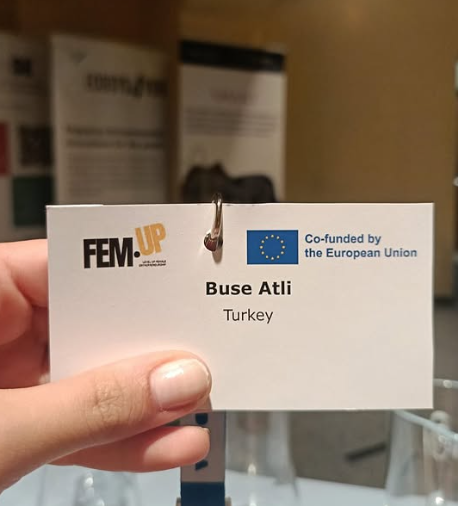 FEM.UP
Co-funded by
the European Union
Buse Atli
Turkey